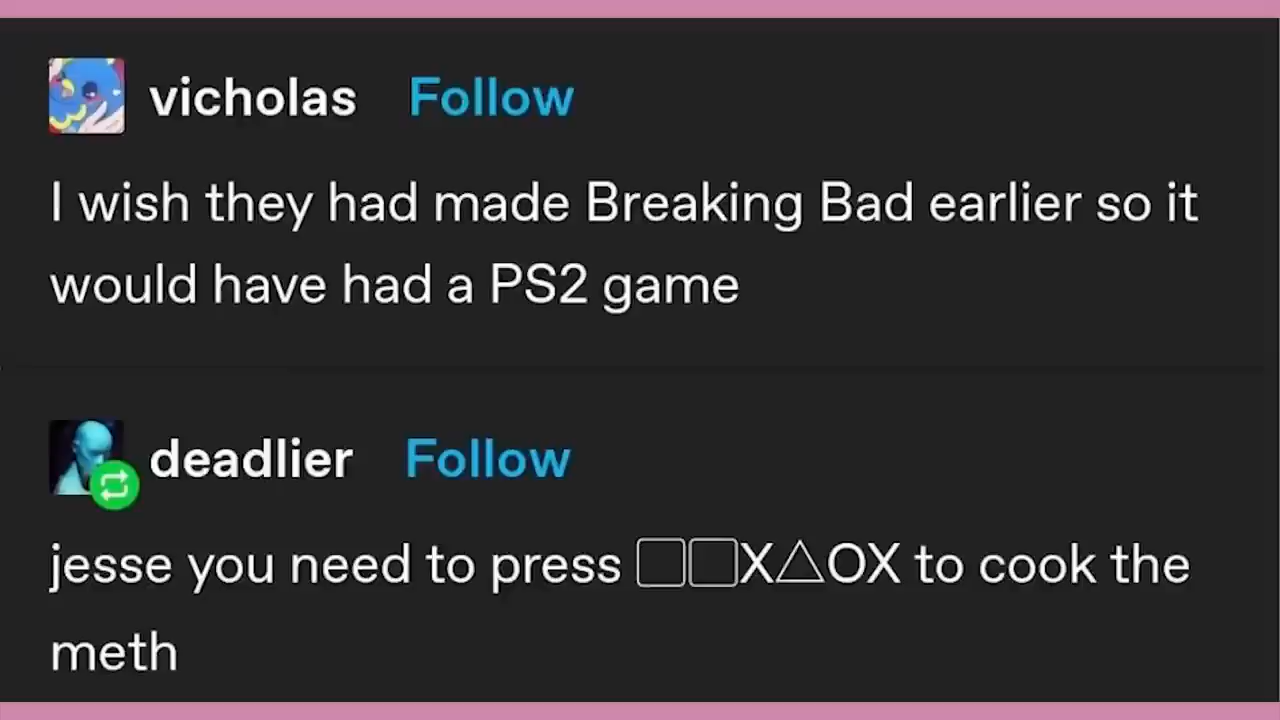 vicholas Follow
I wish they had made Breaking Bad earlier so it
would have had a PS2 game
deadlier Follow
jesse you need to press □□X△OX to cook the
meth